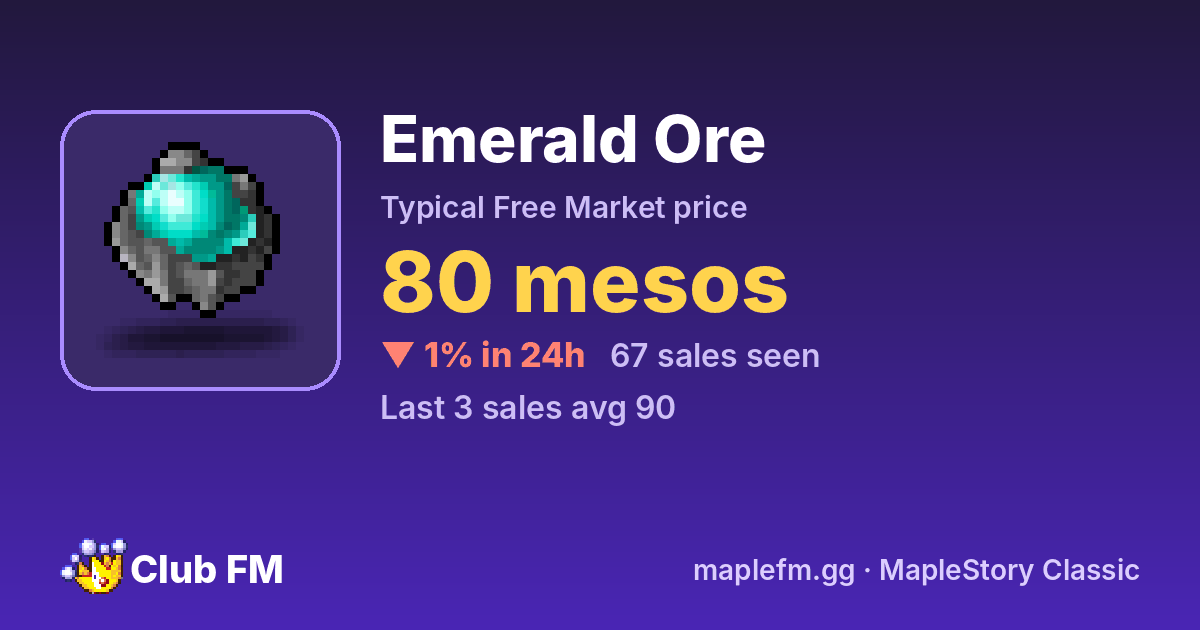 Emerald Ore
Typical Free Market price
80 mesos
▼ 1% in 24h 67 sales seen
Last 3 sales avg 90
Club FM
maplefm.gg · MapleStory Classic